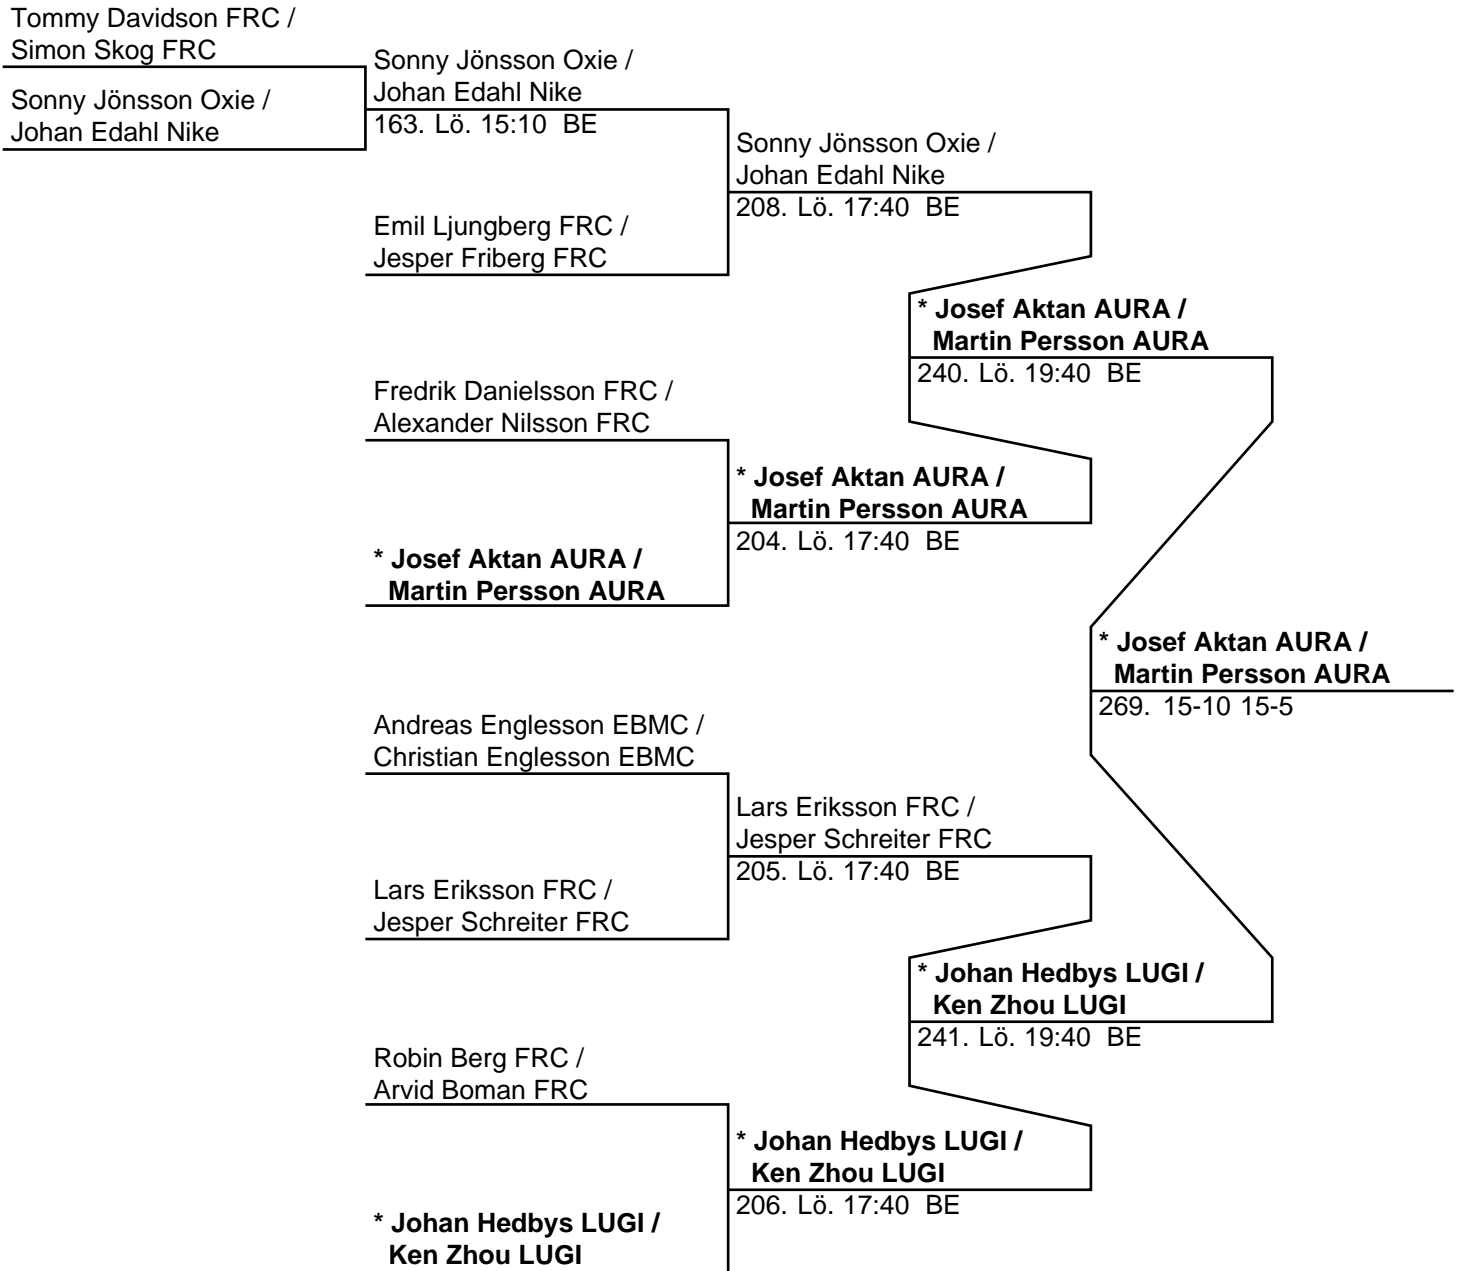 Tommy Davidson FRC /
Simon Skog FRC
Sonny Jönsson Oxie /
Johan Edahl Nike
Sonny Jönsson Oxie /
Johan Edahl Nike
163. Lö. 15:10 BE
Emil Ljungberg FRC /
Jesper Friberg FRC
Sonny Jönsson Oxie /
Johan Edahl Nike
208. Lö. 17:40 BE
Fredrik Danielsson FRC /
Alexander Nilsson FRC
* Josef Aktan AURA /
Martin Persson AURA
* Josef Aktan AURA /
Martin Persson AURA
204. Lö. 17:40 BE
* Josef Aktan AURA /
Martin Persson AURA
240. Lö. 19:40 BE
Andreas Englesson EBMC /
Christian Englesson EBMC
Lars Eriksson FRC /
Jesper Schreiter FRC
Lars Eriksson FRC /
Jesper Schreiter FRC
205. Lö. 17:40 BE
Robin Berg FRC /
Arvid Boman FRC
* Johan Hedbys LUGI /
Ken Zhou LUGI
* Johan Hedbys LUGI /
Ken Zhou LUGI
206. Lö. 17:40 BE
* Johan Hedbys LUGI /
Ken Zhou LUGI
241. Lö. 19:40 BE
* Josef Aktan AURA /
Martin Persson AURA
269. 15-10 15-5